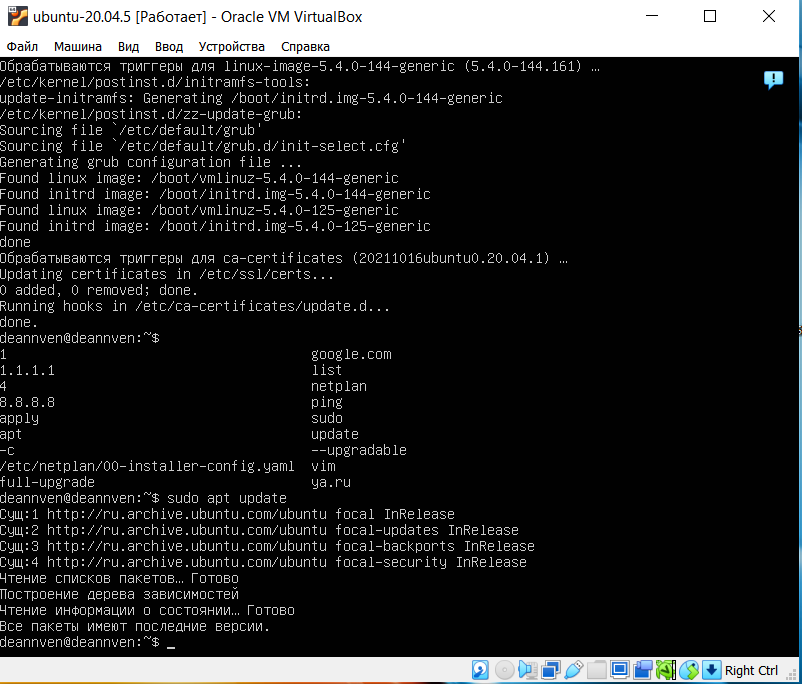 ubuntu-20.04.5 [Работает] - Oracle VM VirtualBox
Файл Машина Вид Ввод Устройства Справка
Обрабатываются триггеры для linux-image-5.4.0-144-generic (5.4.0-144.161) …
/etc/kernel/postinst.d/initramfs-tools:
update-initramfs: Generating /boot/initrd.img-5.4.0-144-generic
/etc/kernel/postinst.d/zz-update-grub:
Sourcing file `/etc/default/grub'
Sourcing file `/etc/default/grub.d/init-select.cfg'
Generating grub configuration file ...
Found linux image: /boot/vmlinuz-5.4.0-144-generic
Found initrd image: /boot/initrd.img-5.4.0-144-generic
Found linux image: /boot/vmlinuz-5.4.0-125-generic
Found initrd image: /boot/initrd.img-5.4.0-125-generic
done
Обрабатываются триггеры для ca-certificates (20211016ubuntu0.20.04.1) …
Updating certificates in /etc/ssl/certs...
0 added, 0 removed; done.
Running hooks in /etc/ca-certificates/update.d...
done.
deannven@deannven:~$
1 google.com
1.1.1.1 list
4 netplan
8.8.8.8 ping
apply sudo
apt update
-c --upgradable
/etc/netplan/00-installer-config.yaml vim
full-upgrade ya.ru
deannven@deannven:~$ sudo apt update
Сущ:1 http://ru.archive.ubuntu.com/ubuntu focal InRelease
Сущ:2 http://ru.archive.ubuntu.com/ubuntu focal-updates InRelease
Сущ:3 http://ru.archive.ubuntu.com/ubuntu focal-backports InRelease
Сущ:4 http://ru.archive.ubuntu.com/ubuntu focal-security InRelease
Чтение списков пакетов… Готово
Построение дерева зависимостей
Чтение информации о состоянии… Готово
Все пакеты имеют последние версии.
deannven@deannven:~$ _
Right Ctrl